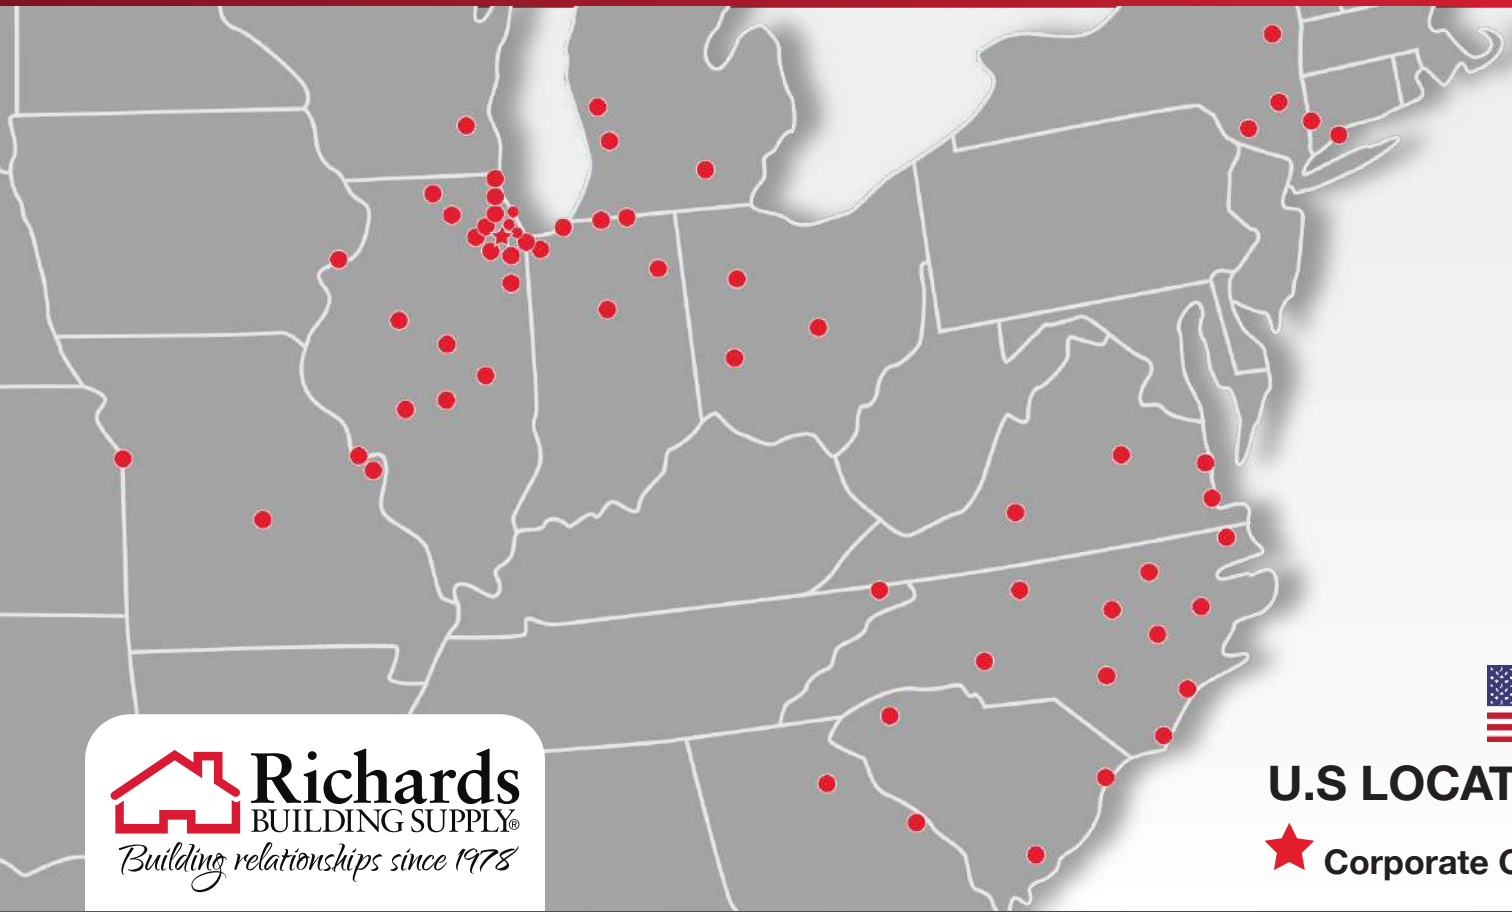 Richards
BUILDING SUPPLY®
Building relationships since 1978
U.S LOCAT
Corporate